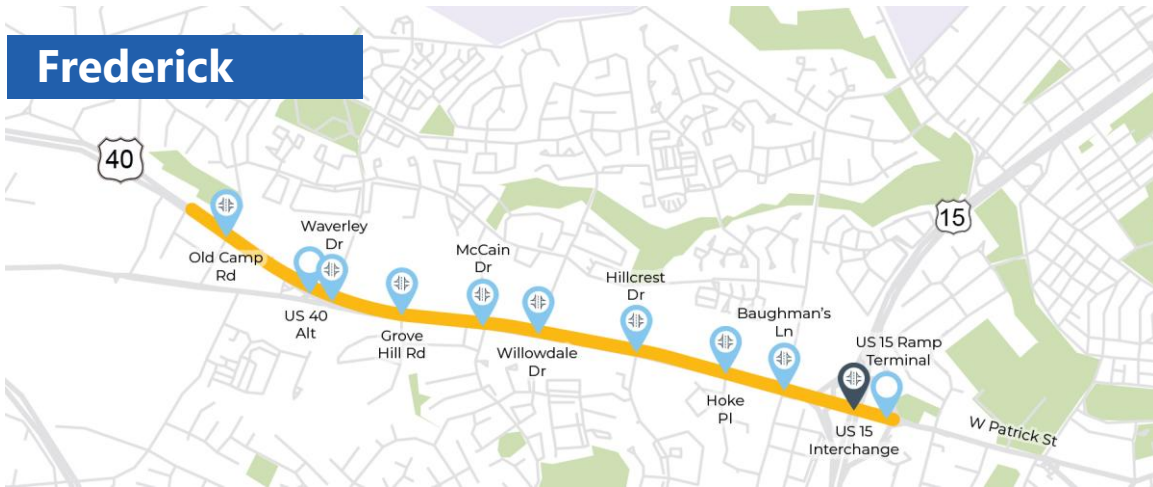 Frederick
40
Waverley
Dr
Old Camp
Rd
US 40
Alt
McCain
Dr
Grove
Hill Rd
Willowdale
Dr
Hillcrest
Dr
15
Baughman's
Ln
US 15 Ramp
Terminal
Hoke
Pl
US 15
Interchange
W Patrick St